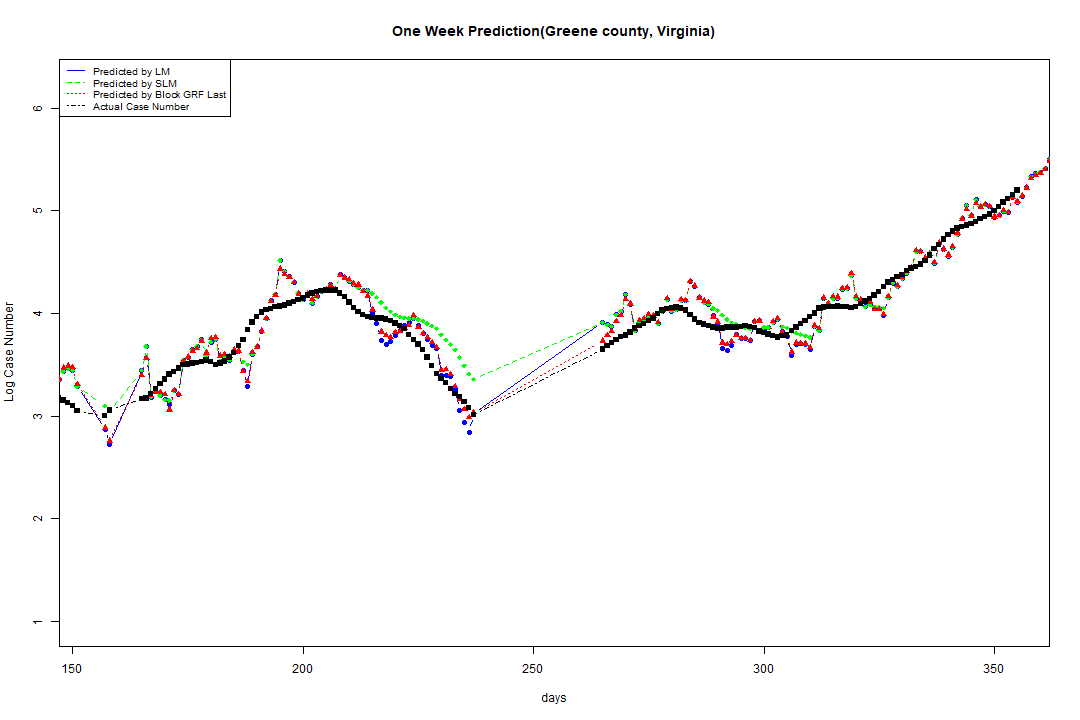 One Week Prediction(Greene county, Virginia)
Predicted by LM
Predicted by SLM
Predicted by Block GRF Last
Actual Case Number
Log Case Number
6
5
4
3
2
1
150 200 250 300 350
days